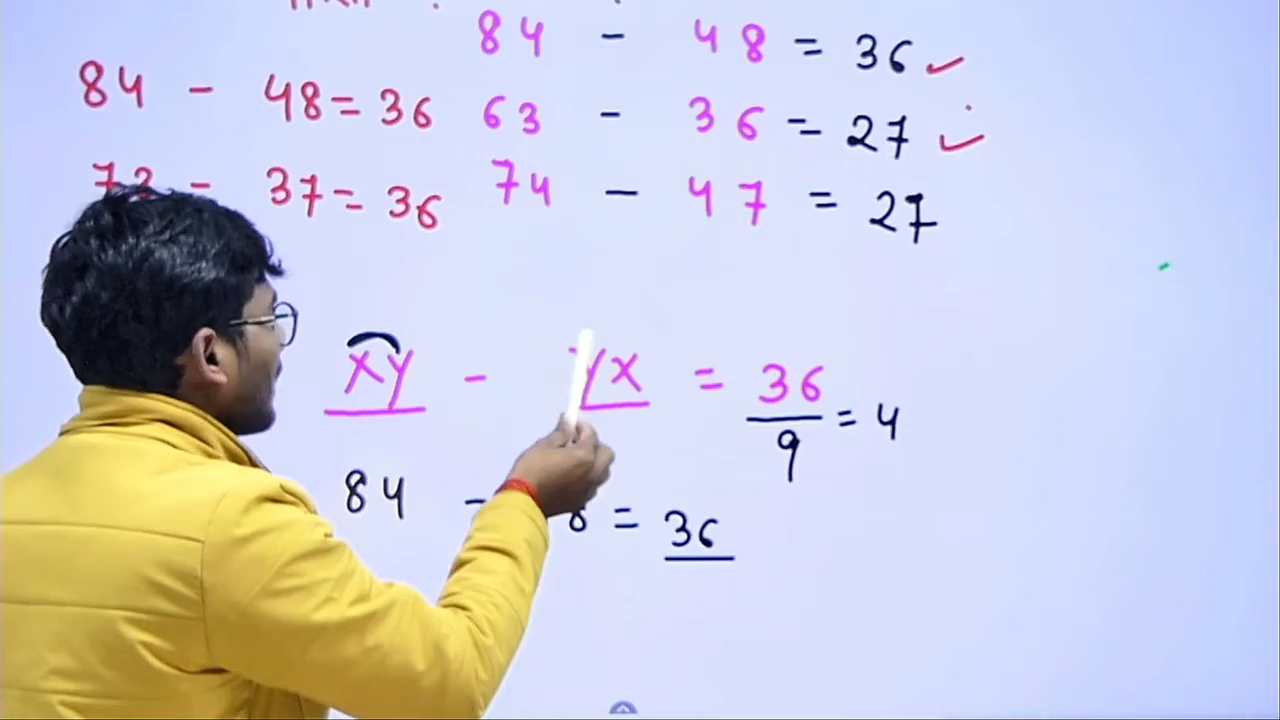 84 - 48 = 36
63 - 36 = 27
74 - 47 = 27
84 - 48 = 36
- 37 = 36
xy - yx = 36/9 = 4
84 - 8 = 36